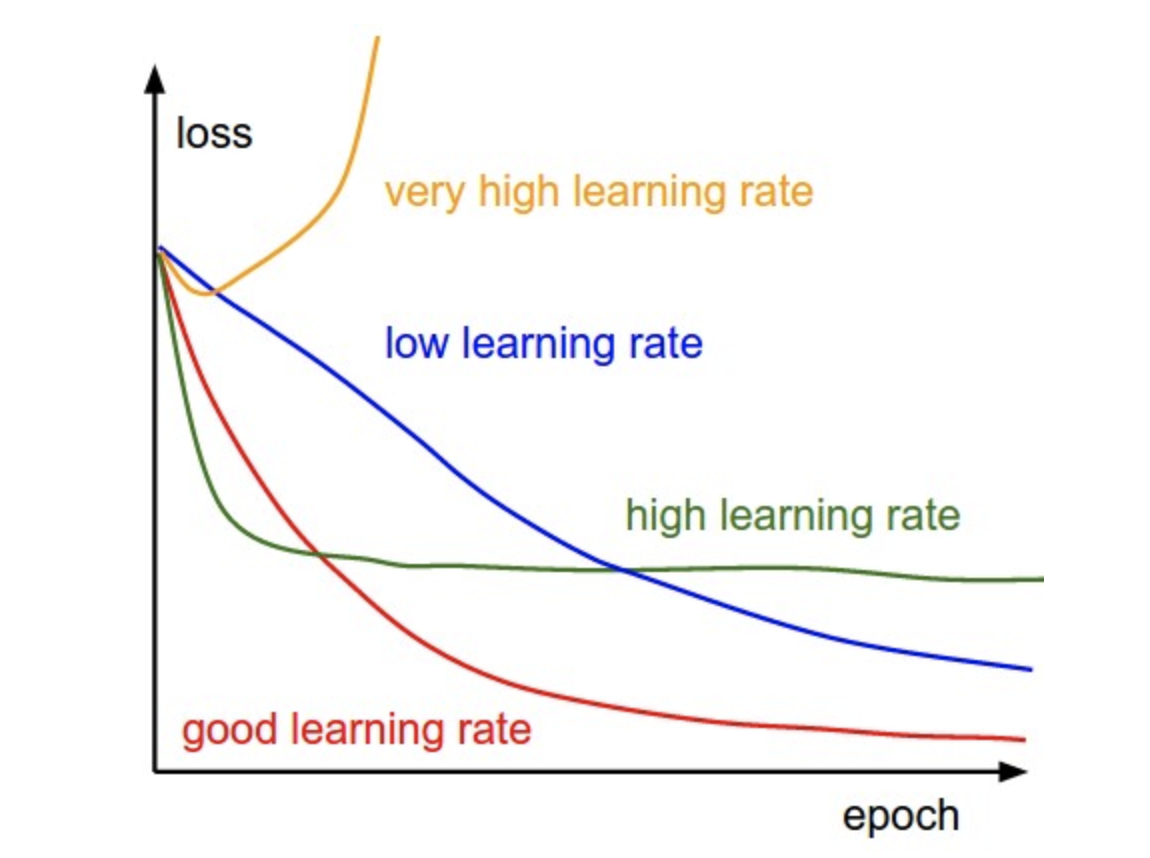 loss
very high learning rate
low learning rate
high learning rate
good learning rate
epoch